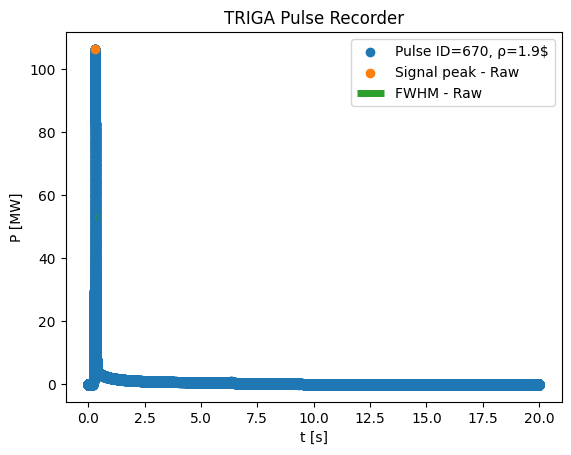 TRIGA Pulse Recorder
Pulse ID=670, ρ=1.9$
Signal peak - Raw
FWHM - Raw
P [MW]
100
80
60
40
20
0
0.0 2.5 5.0 7.5 10.0 12.5 15.0 17.5 20.0
t [s]